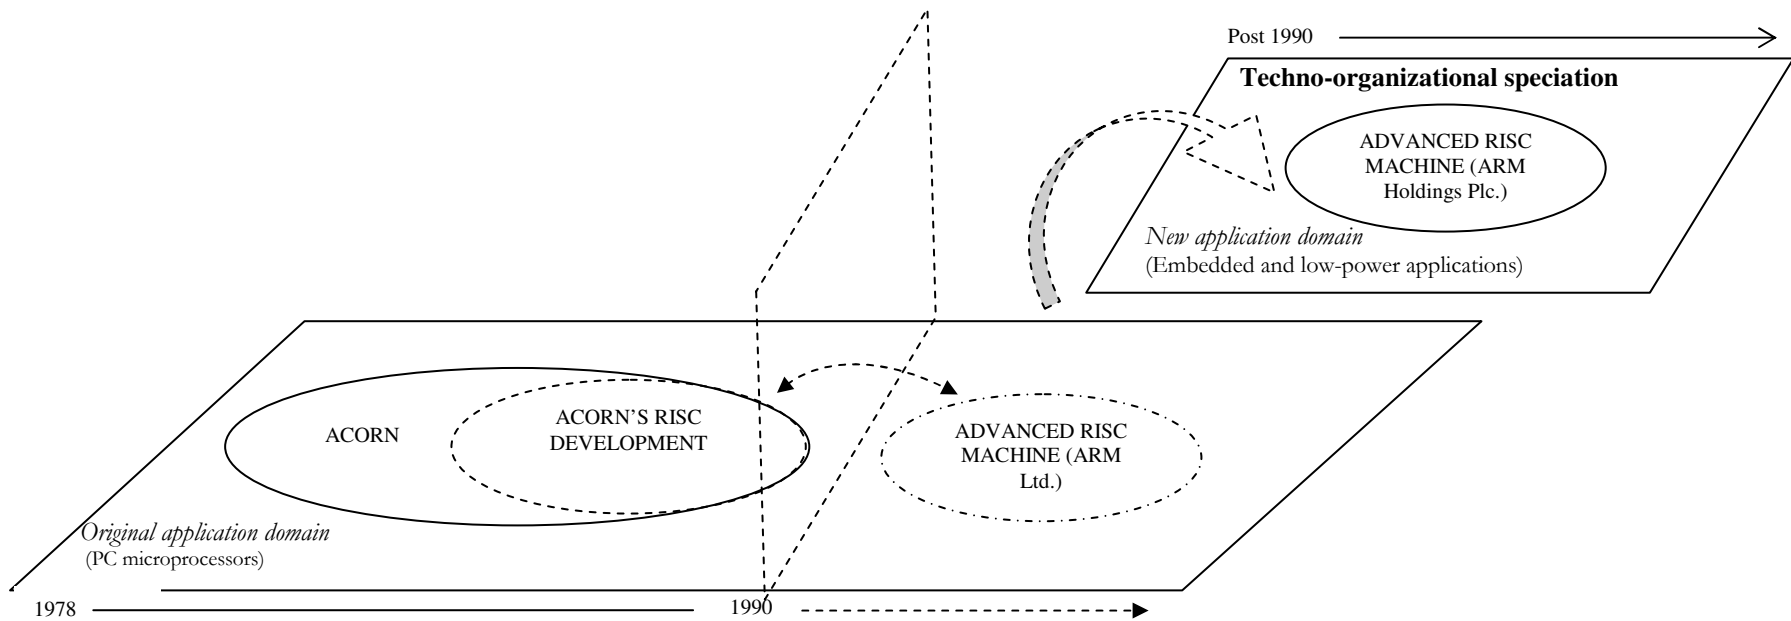 Post 1990
Techno-organizational speciation
ADVANCED RISC
MACHINE (ARM
Holdings Plc.)
New application domain
(Embedded and low-power applications)
ACORN
ACORN’S RISC
DEVELOPMENT
ADVANCED RISC
MACHINE (ARM
Ltd.)
Original application domain
(PC microprocessors)
1978
1990